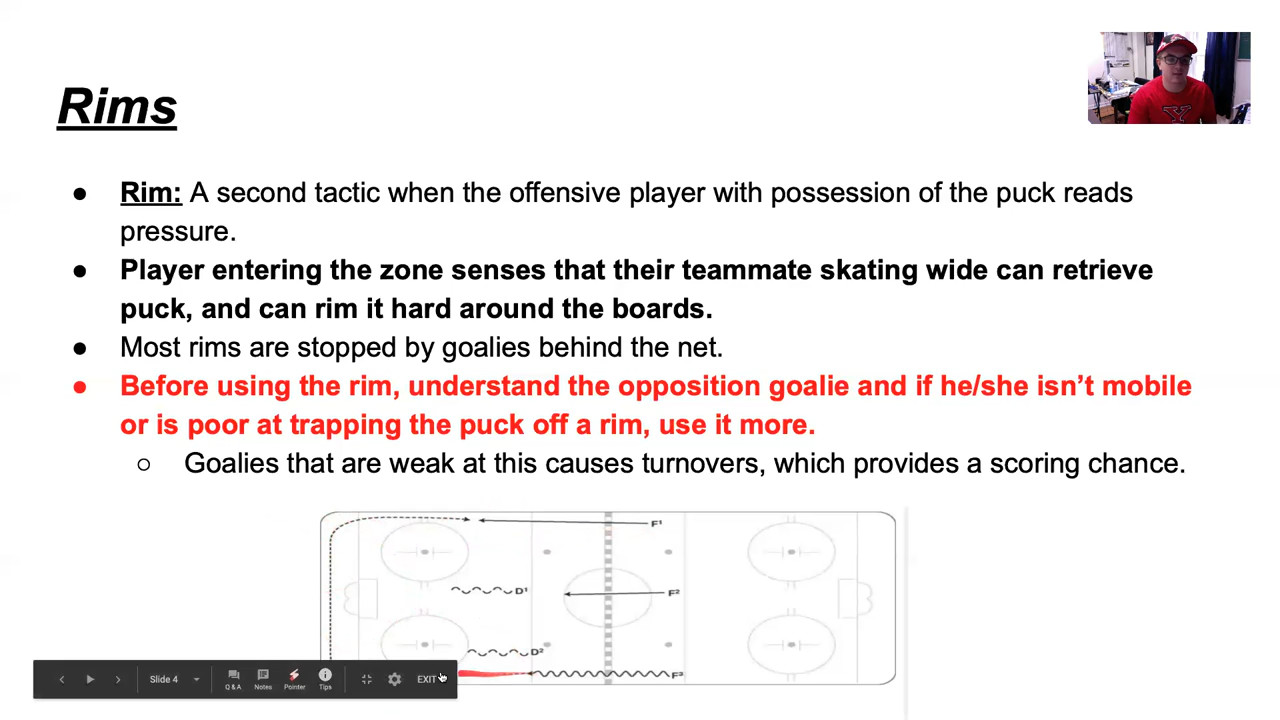 Rims
● Rim: A second tactic when the offensive player with possession of the puck reads
pressure.
● Player entering the zone senses that their teammate skating wide can retrieve
puck, and can rim it hard around the boards.
● Most rims are stopped by goalies behind the net.
● Before using the rim, understand the opposition goalie and if he/she isn't mobile
or is poor at trapping the puck off a rim, use it more.
○ Goalies that are weak at this causes turnovers, which provides a scoring chance.
F¹
D¹
F²
D²
F³
Slide 4
Q & A
Notes
Pointer
Tips
EXIT
Y